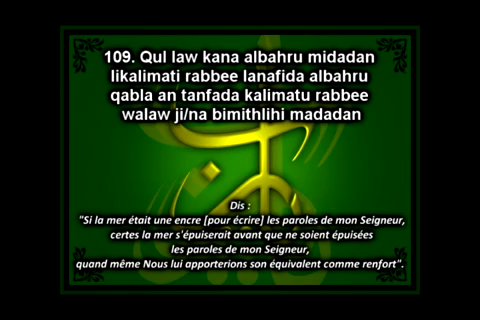 109. Qul law kana albahru midadan
likalimati rabbee lanafida albahru
qabla an tanfada kalimatu rabbee
walaw ji/na bimithlihi madadan
Dis :
"Si la mer était une encre [pour écrire] les paroles de mon Seigneur,
certes la mer s'épuiserait avant que ne soient épuisées
les paroles de mon Seigneur,
quand même Nous lui apporterions son équivalent comme renfort".